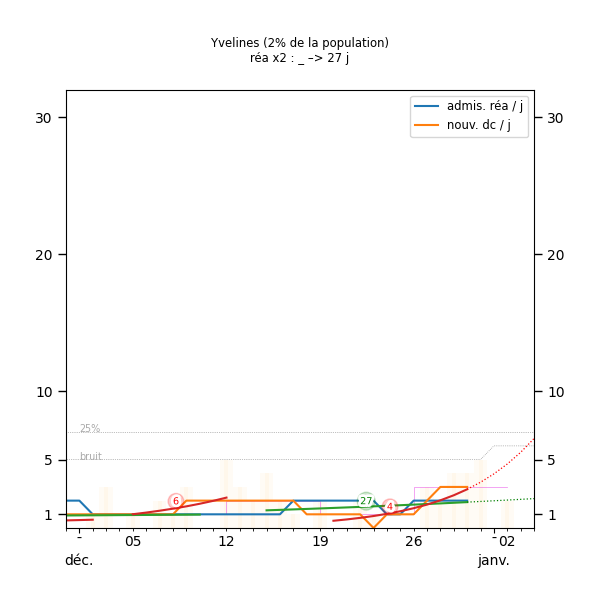 Yvelines (2% de la population)
réa x2 : _ –> 27 j
admis. réa / j
nouv. dc / j
30 30
20 20
10 10
25%
5 bruit 5
6 27 4
1 1
- 05 12 19 26 - 02
déc. janv.